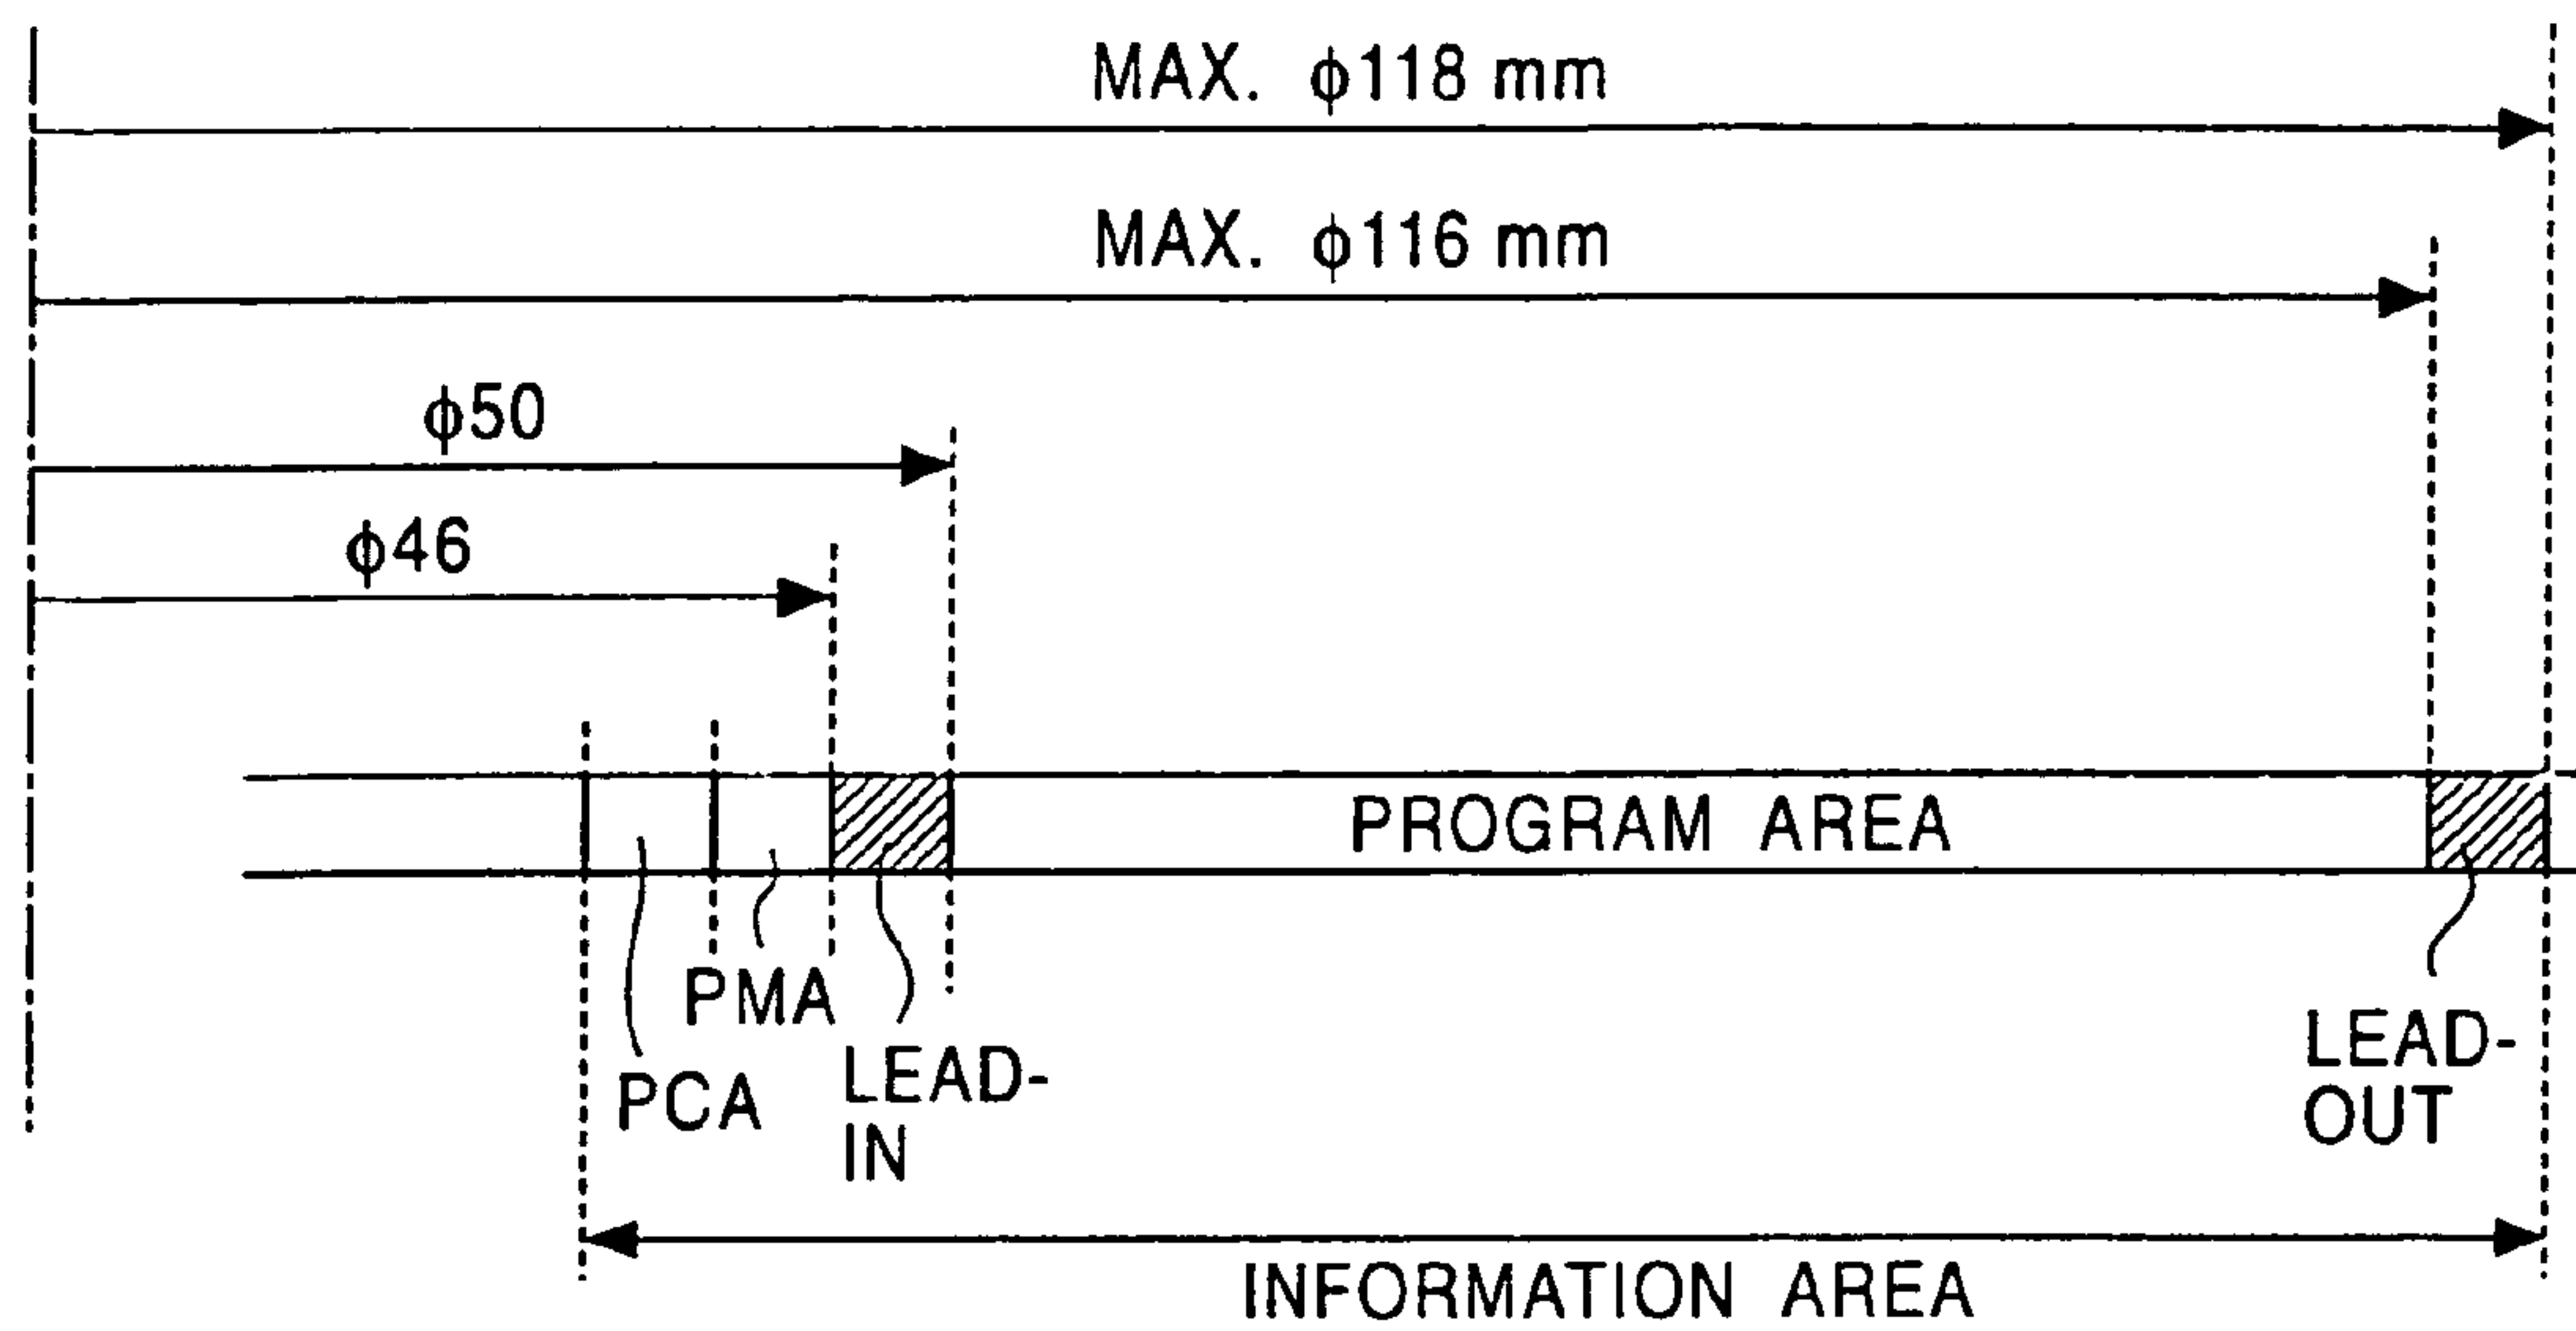 MAX. ϕ118 mm
MAX. ϕ116 mm
ϕ50
ϕ46
PROGRAM AREA
PMA
PCA
LEAD-
IN
LEAD-
OUT
INFORMATION AREA